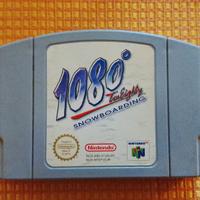 1080°
TenEighty
SNOWBOARDING
Nintendo
NINTENDO 64